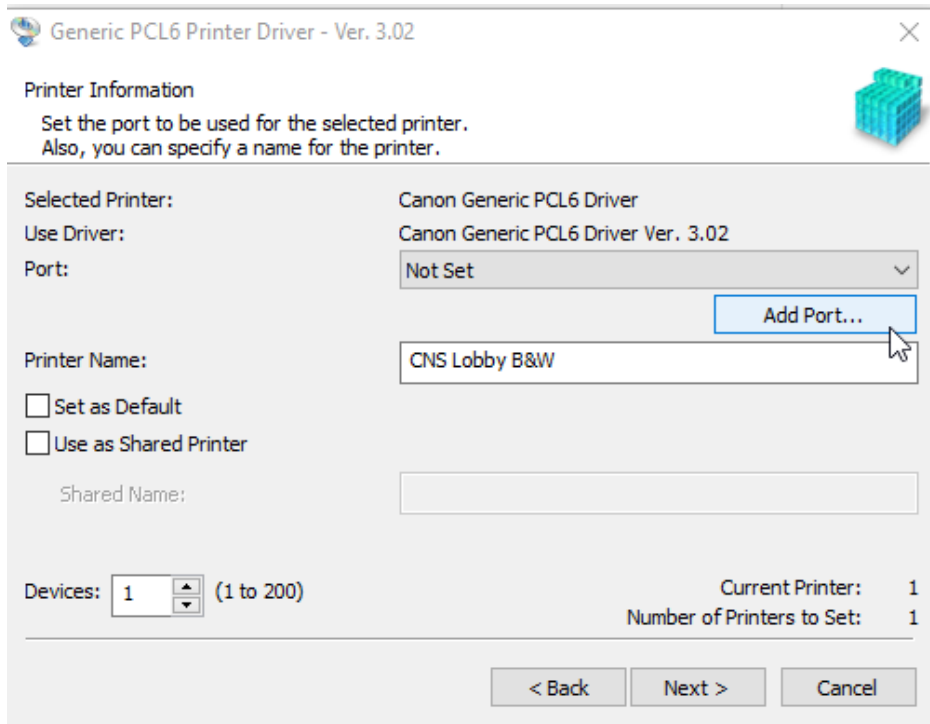 Generic PCL6 Printer Driver - Ver. 3.02
Printer Information
Set the port to be used for the selected printer.
Also, you can specify a name for the printer.
Selected Printer: Canon Generic PCL6 Driver
Use Driver: Canon Generic PCL6 Driver Ver. 3.02
Port: Not Set
Add Port...
Printer Name: CNS Lobby B&W
Set as Default
Use as Shared Printer
Shared Name:
Devices: 1 (1 to 200) Current Printer: 1
Number of Printers to Set: 1
< Back Next > Cancel